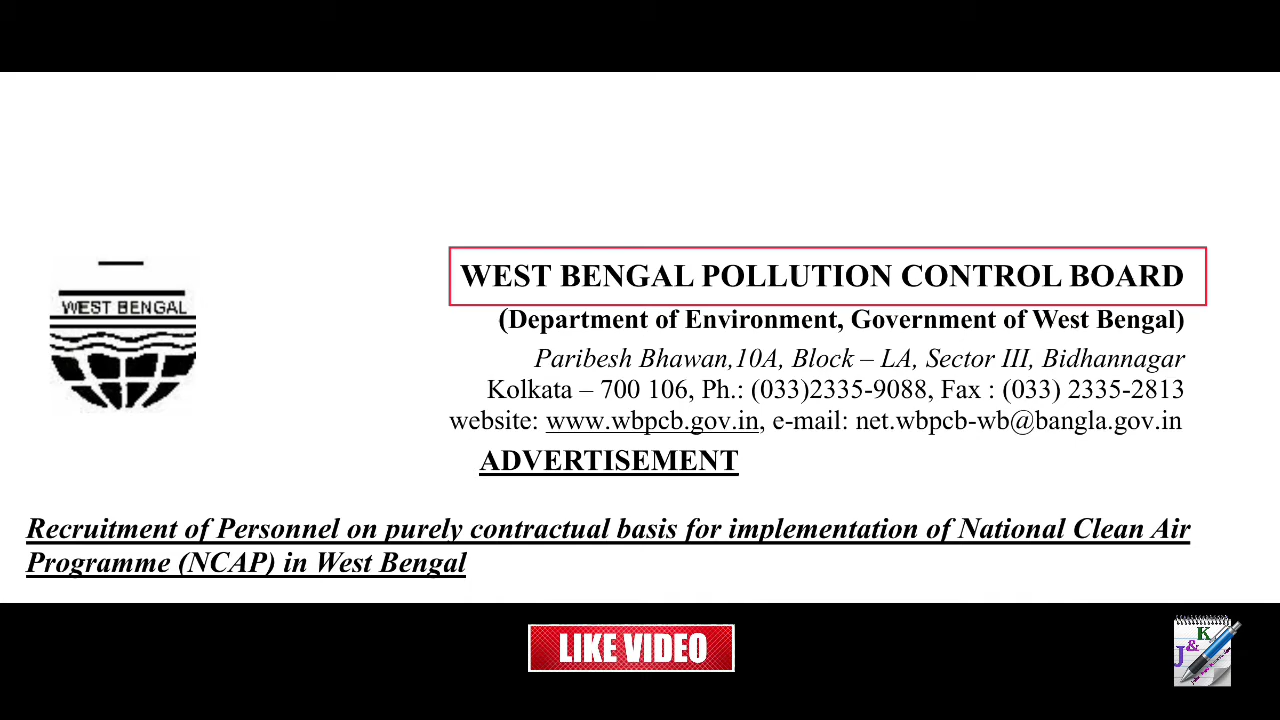 WEST BENGAL
WEST BENGAL POLLUTION CONTROL BOARD
(Department of Environment, Government of West Bengal)
Paribesh Bhawan,10A, Block – LA, Sector III, Bidhannagar
Kolkata – 700 106, Ph.: (033)2335-9088, Fax : (033) 2335-2813
website: www.wbpcb.gov.in, e-mail: net.wbpcb-wb@bangla.gov.in
ADVERTISEMENT
Recruitment of Personnel on purely contractual basis for implementation of National Clean Air
Programme (NCAP) in West Bengal
LIKE VIDEO
J&K